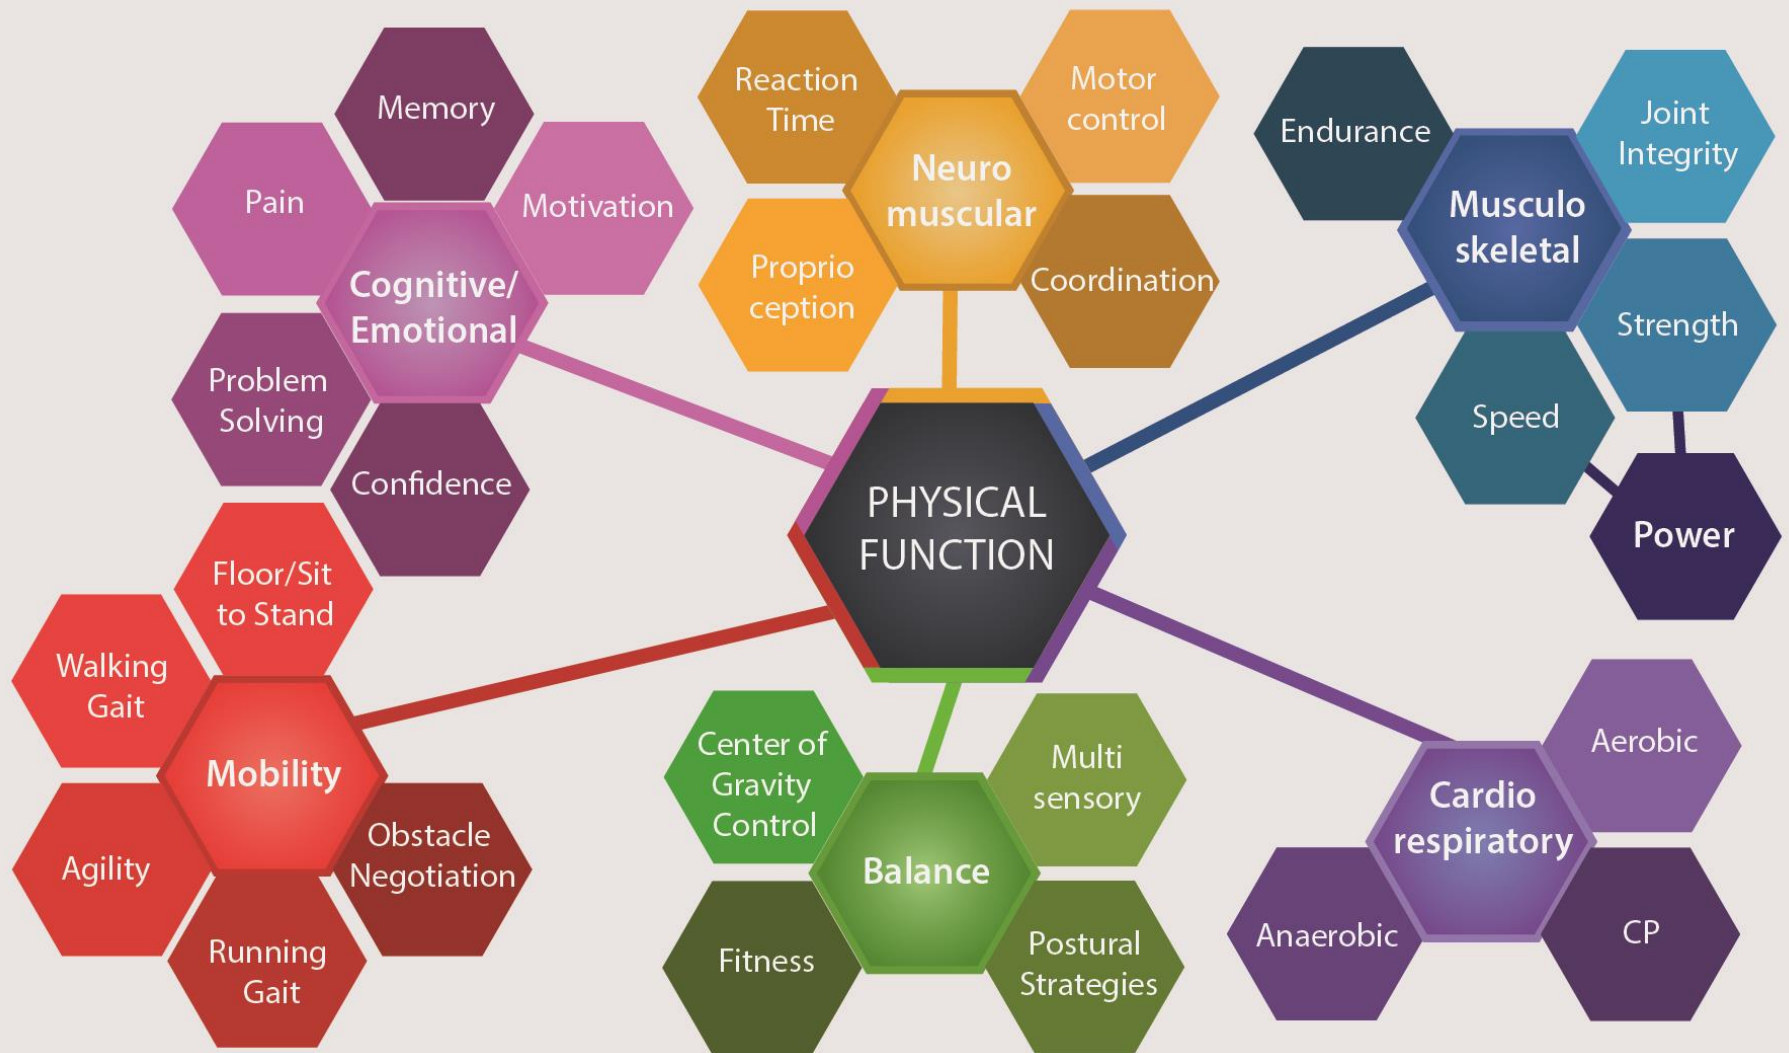 Memory
Pain
Motivation
Cognitive/
Emotional
Problem
Solving
Confidence
Reaction
Time
Motor
control
Neuro
muscular
Proprio
ception
Coordination
Endurance
Joint
Integrity
Musculo
skeletal
Strength
Speed
Power
PHYSICAL
FUNCTION
Floor/Sit
to Stand
Walking
Gait
Mobility
Agility
Obstacle
Negotiation
Running
Gait
Center of
Gravity
Control
Multi
sensory
Balance
Fitness
Postural
Strategies
Aerobic
Cardio
respiratory
Anaerobic
CP